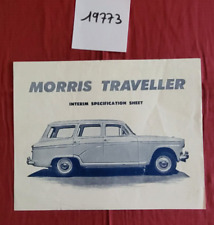 19773
MORRIS TRAVELLER
INTERIM SPECIFICATION SHEET